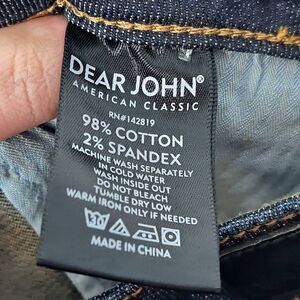 DEAR JOHN®
AMERICAN CLASSIC
RN#142819
98% COTTON
2% SPANDEX
MACHINE WASH SEPARATELY
IN COLD WATER
WASH INSIDE OUT
DO NOT BLEACH
TUMBLE DRY LOW
WARM IRON ONLY IF NEEDED
MADE IN CHINA